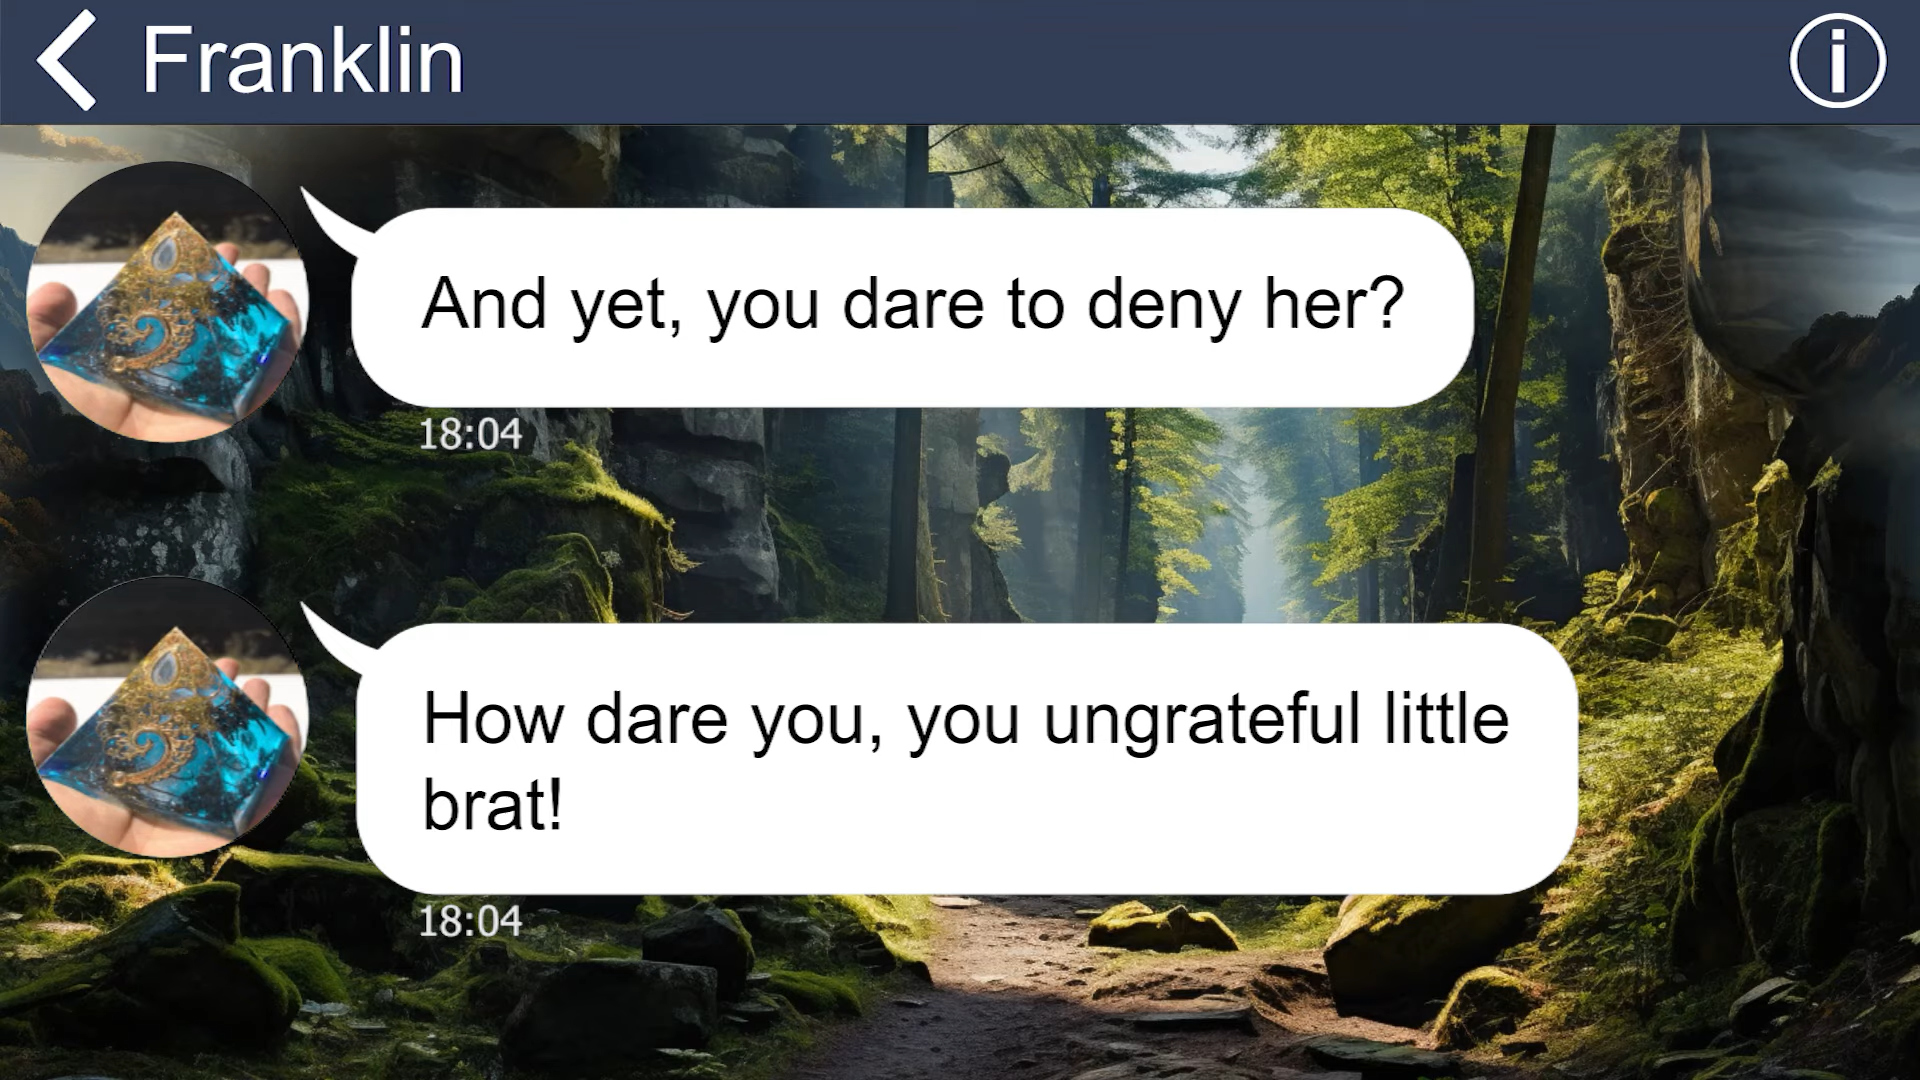 Franklin
And yet, you dare to deny her?
18:04
How dare you, you ungrateful little
brat!
18:04